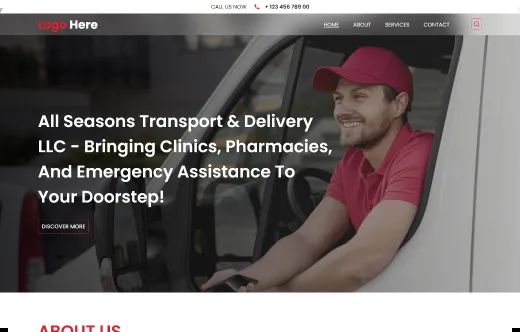 CALL US NOW + 123 456 789 00
Logo Here
HOME ABOUT SERVICES CONTACT
All Seasons Transport & Delivery
LLC - Bringing Clinics, Pharmacies,
And Emergency Assistance To
Your Doorstep!
DISCOVER MORE
ABOUT US